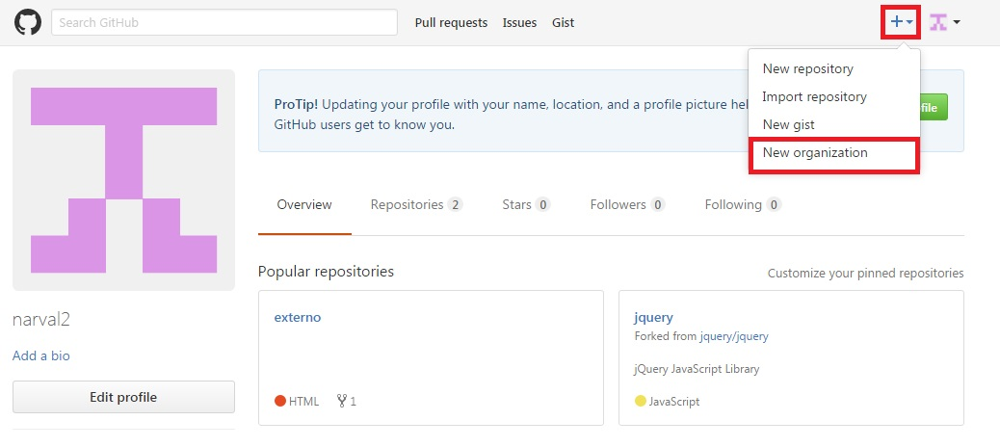 Search GitHub
Pull requests
Issues
Gist
New repository
Import repository
New gist
New organization
ProTip! Updating your profile with your name, location, and a profile picture hel
GitHub users get to know you.
file
Overview
Repositories 2
Stars 0
Followers 0
Following 0
Popular repositories
Customize your pinned repositories
externo
HTML
1
jquery
Forked from jquery/jquery
jQuery JavaScript Library
JavaScript
narval2
Add a bio
Edit profile